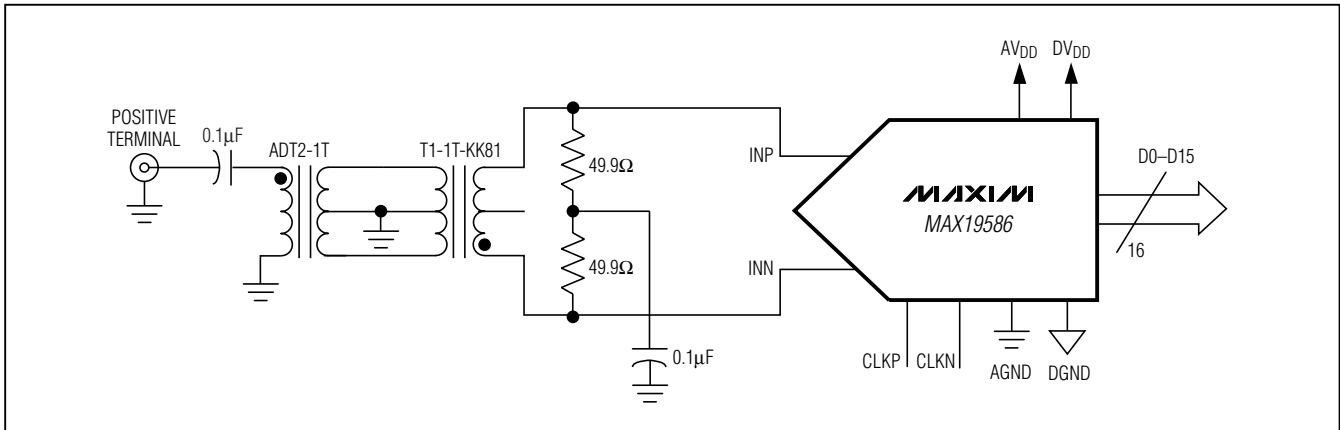 POSITIVE
TERMINAL
0.1µF
ADT2-1T
T1-1T-KK81
49.9Ω
49.9Ω
0.1µF
INP
INN
AVDD
DVDD
MAXIM
MAX19586
D0–D15
16
CLKP
CLKN
AGND
DGND